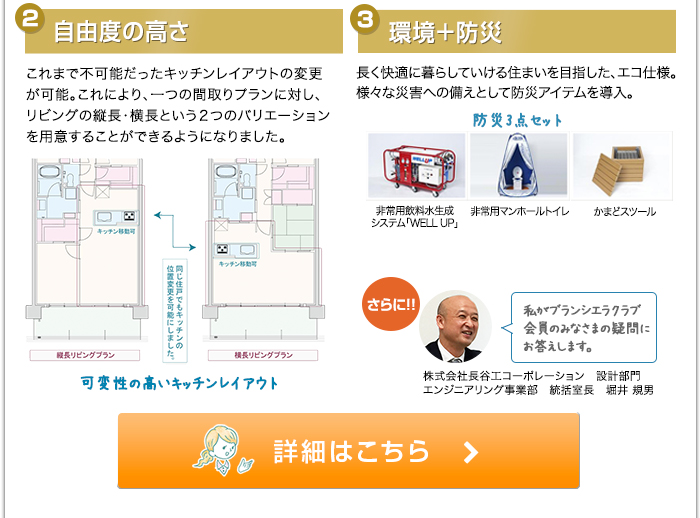 2 自由度の高さ
これまで不可能だったキッチンレイアウトの変更
が可能。これにより、一つの間取りプランに対し、
リビングの縦長・横長という2つのバリエーション
を用意することができるようになりました。
キッチン移動可
キッチン移動可
同じ住戸でもキッチンの
位置変更を可能にしました。
縦長リビングプラン
横長リビングプラン
可変性の高いキッチンレイアウト
3 環境+防災
長く快適に暮らしていける住まいを目指した、エコ仕様。
様々な災害への備えとして防災アイテムを導入。
防災3点セット
WELL UP
非常用飲料水生成
システム「WELL UP」
非常用マンホールトイレ
かまどスツール
さらに!!
私がブランシエラクラブ
会員のみなさまの疑問に
お答えします。
株式会社長谷工コーポレーション 設計部門
エンジニアリング事業部 統括室長 堀井 規男
詳細はこちら